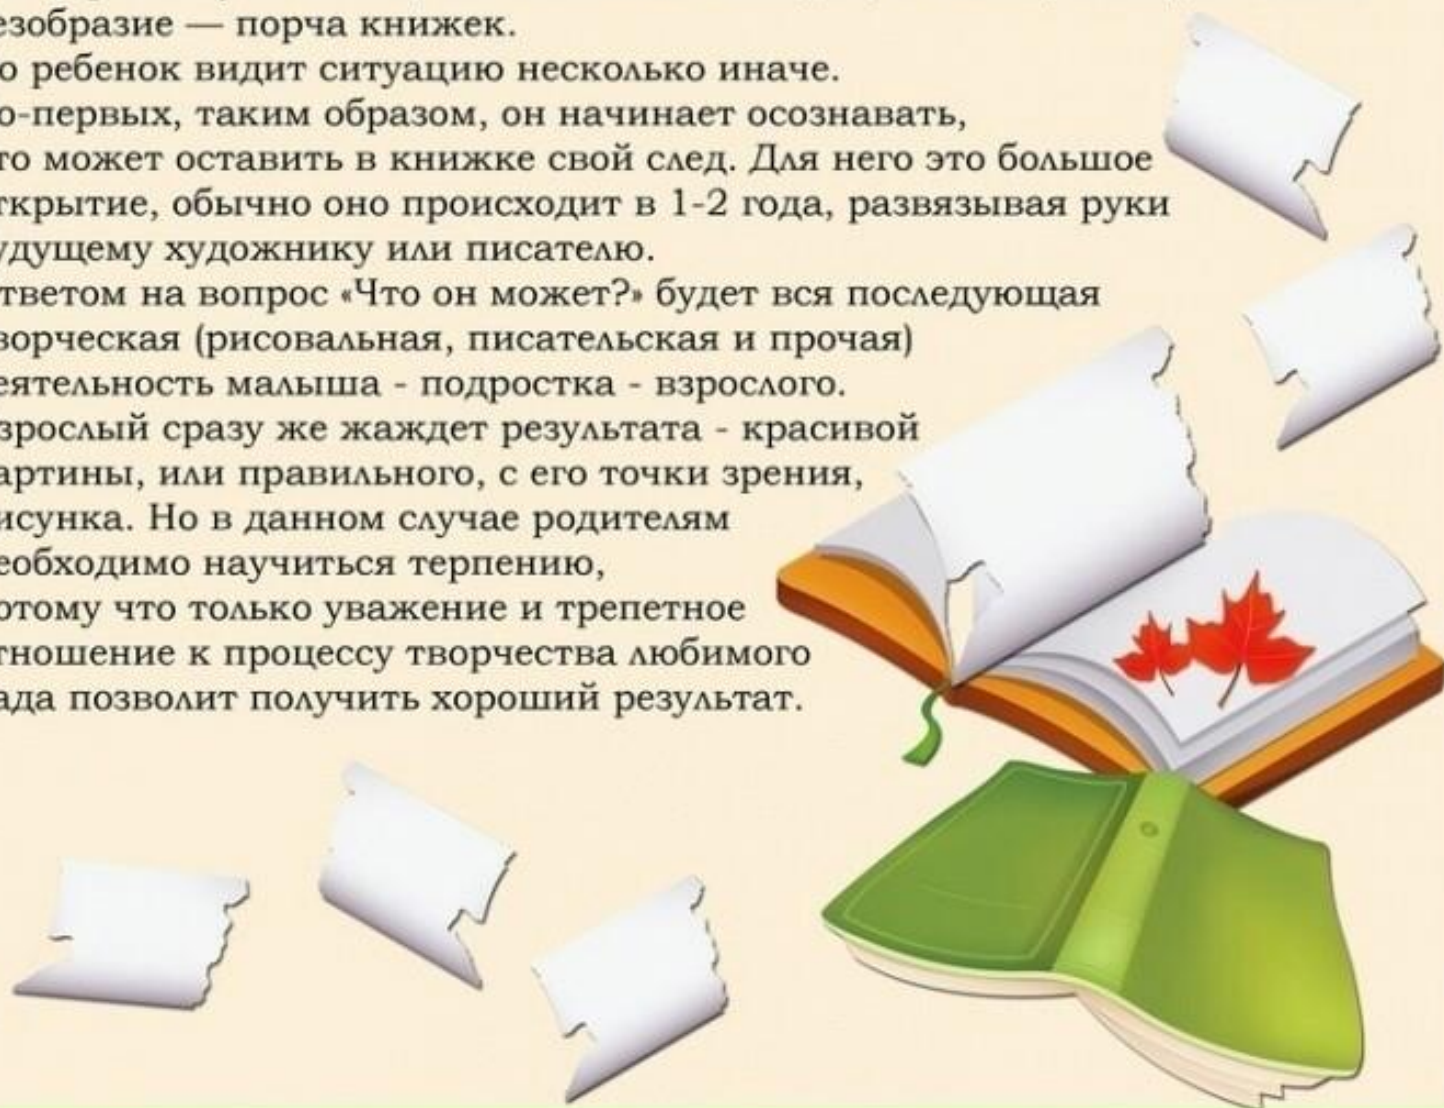 езобразие — порча книжек.
о ребенок видит ситуацию несколько иначе.
о-первых, таким образом, он начинает осознавать,
то может оставить в книжке свой след. Для него это большое
ткрытие, обычно оно происходит в 1-2 года, развязывая руки
удущему художнику или писателю.
тветом на вопрос «Что он может?» будет вся последующая
ворческая (рисовальная, писательская и прочая)
еятельность малыша - подростка - взрослого.
зрослый сразу же жаждет результата - красивой
артины, или правильного, с его точки зрения,
исунка. Но в данном случае родителям
еобходимо научиться терпению,
отому что только уважение и трепетное
тношение к процессу творчества любимого
ада позволит получить хороший результат.